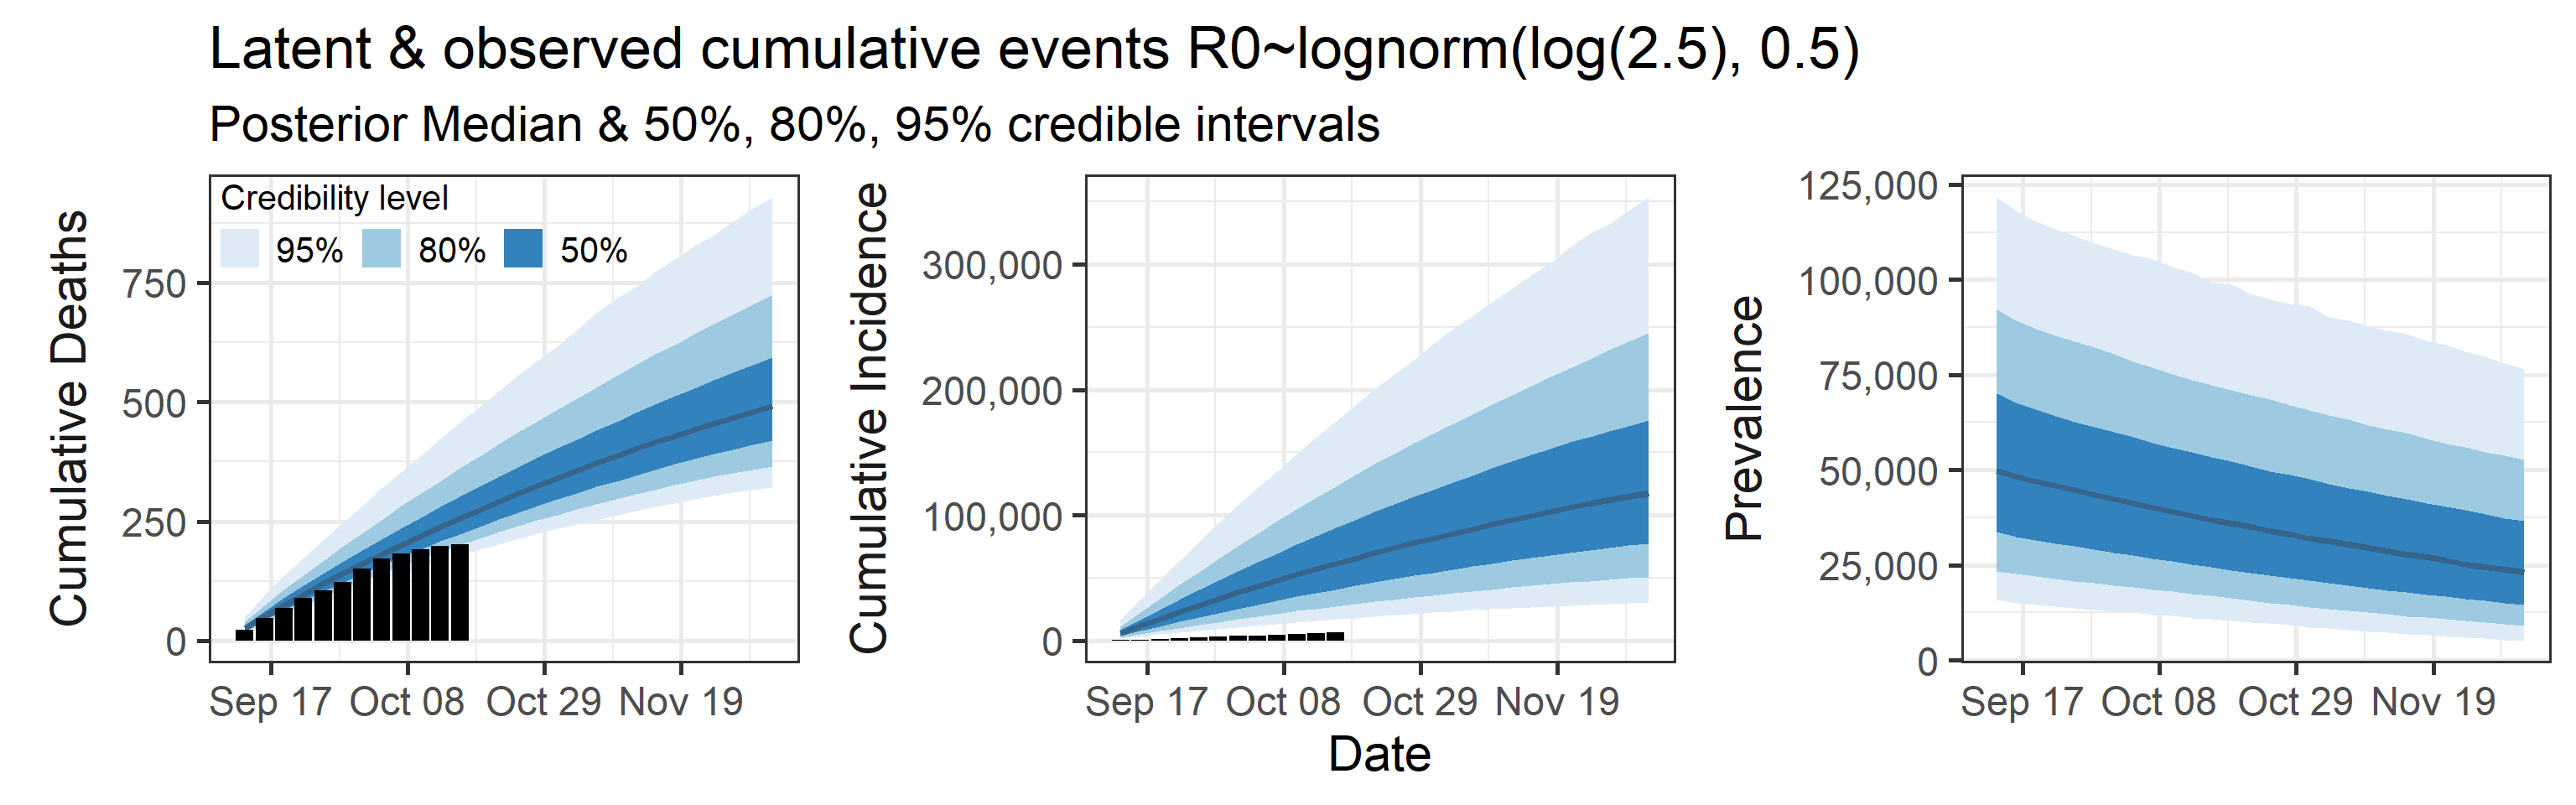 Latent & observed cumulative events R0~lognorm(log(2.5), 0.5)
Posterior Median & 50%, 80%, 95% credible intervals
Cumulative Deaths
Credibility level
95% 80% 50%
750
500
250
0
Sep 17 Oct 08 Oct 29 Nov 19
Cumulative Incidence
300,000
200,000
100,000
0
Sep 17 Oct 08 Oct 29 Nov 19
Prevalence
125,000
100,000
75,000
50,000
25,000
0
Sep 17 Oct 08 Oct 29 Nov 19
Date